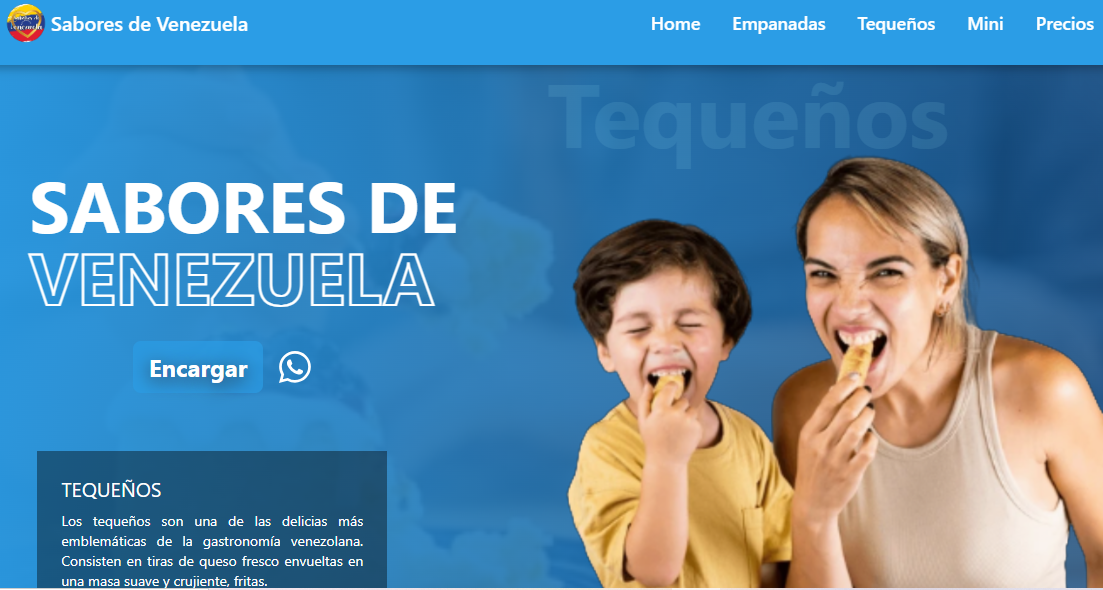 Sabores de Venezuela
Home Empanadas Tequeños Mini Precios
Tequeños
SABORES DE
VENEZUELA
Encargar
TEQUEÑOS
Los tequeños son una de las delicias más
emblemáticas de la gastronomía venezolana.
Consisten en tiras de queso fresco envueltas en
una masa suave y crujiente, fritas.